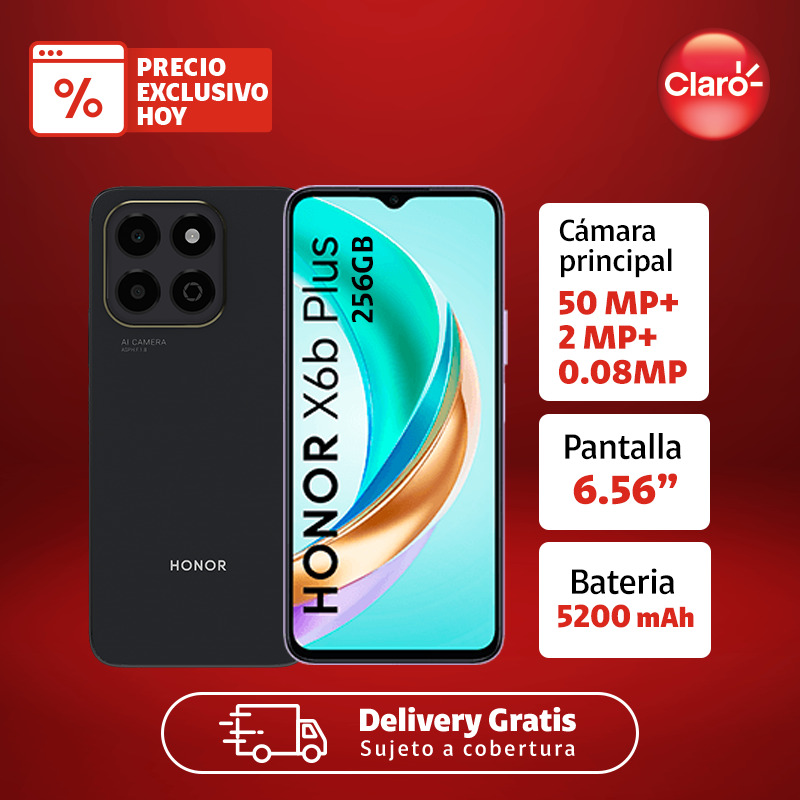 %
PRECIO
EXCLUSIVO
HOY
Claro
AI CAMERA
HONOR
HONOR X6b Plus
256GB
Cámara
principal
50 MP+
2 MP+
0.08MP
Pantalla
6.56”
Bateria
5200 mAh
Delivery Gratis
Sujeto a cobertura